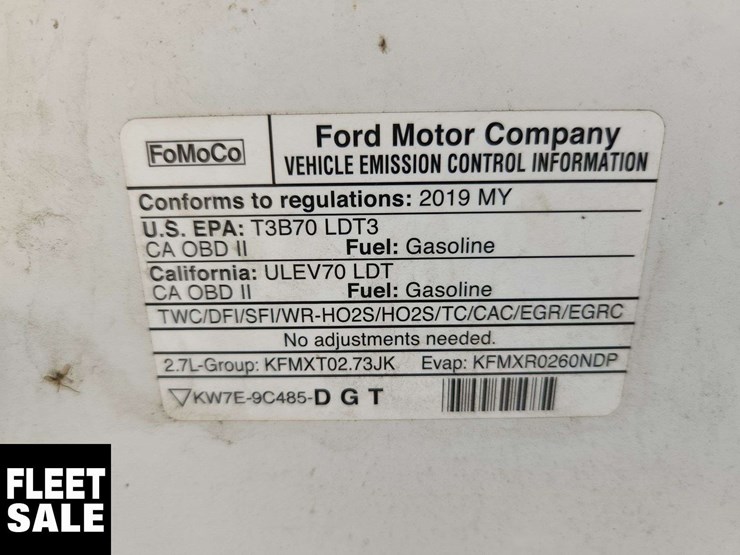 FoMoCo
Ford Motor Company
VEHICLE EMISSION CONTROL INFORMATION
Conforms to regulations: 2019 MY
U.S. EPA: T3B70 LDT3
CA OBD II Fuel: Gasoline
California: ULEV70 LDT
CA OBD II Fuel: Gasoline
TWC/DFI/SFI/WR-HO2S/HO2S/TC/CAC/EGR/EGRC
No adjustments needed.
2.7L-Group: KFMXT02.73JK Evap: KFMXR0260NDP
KW7E-9C485-D G T
FLEET
SALE